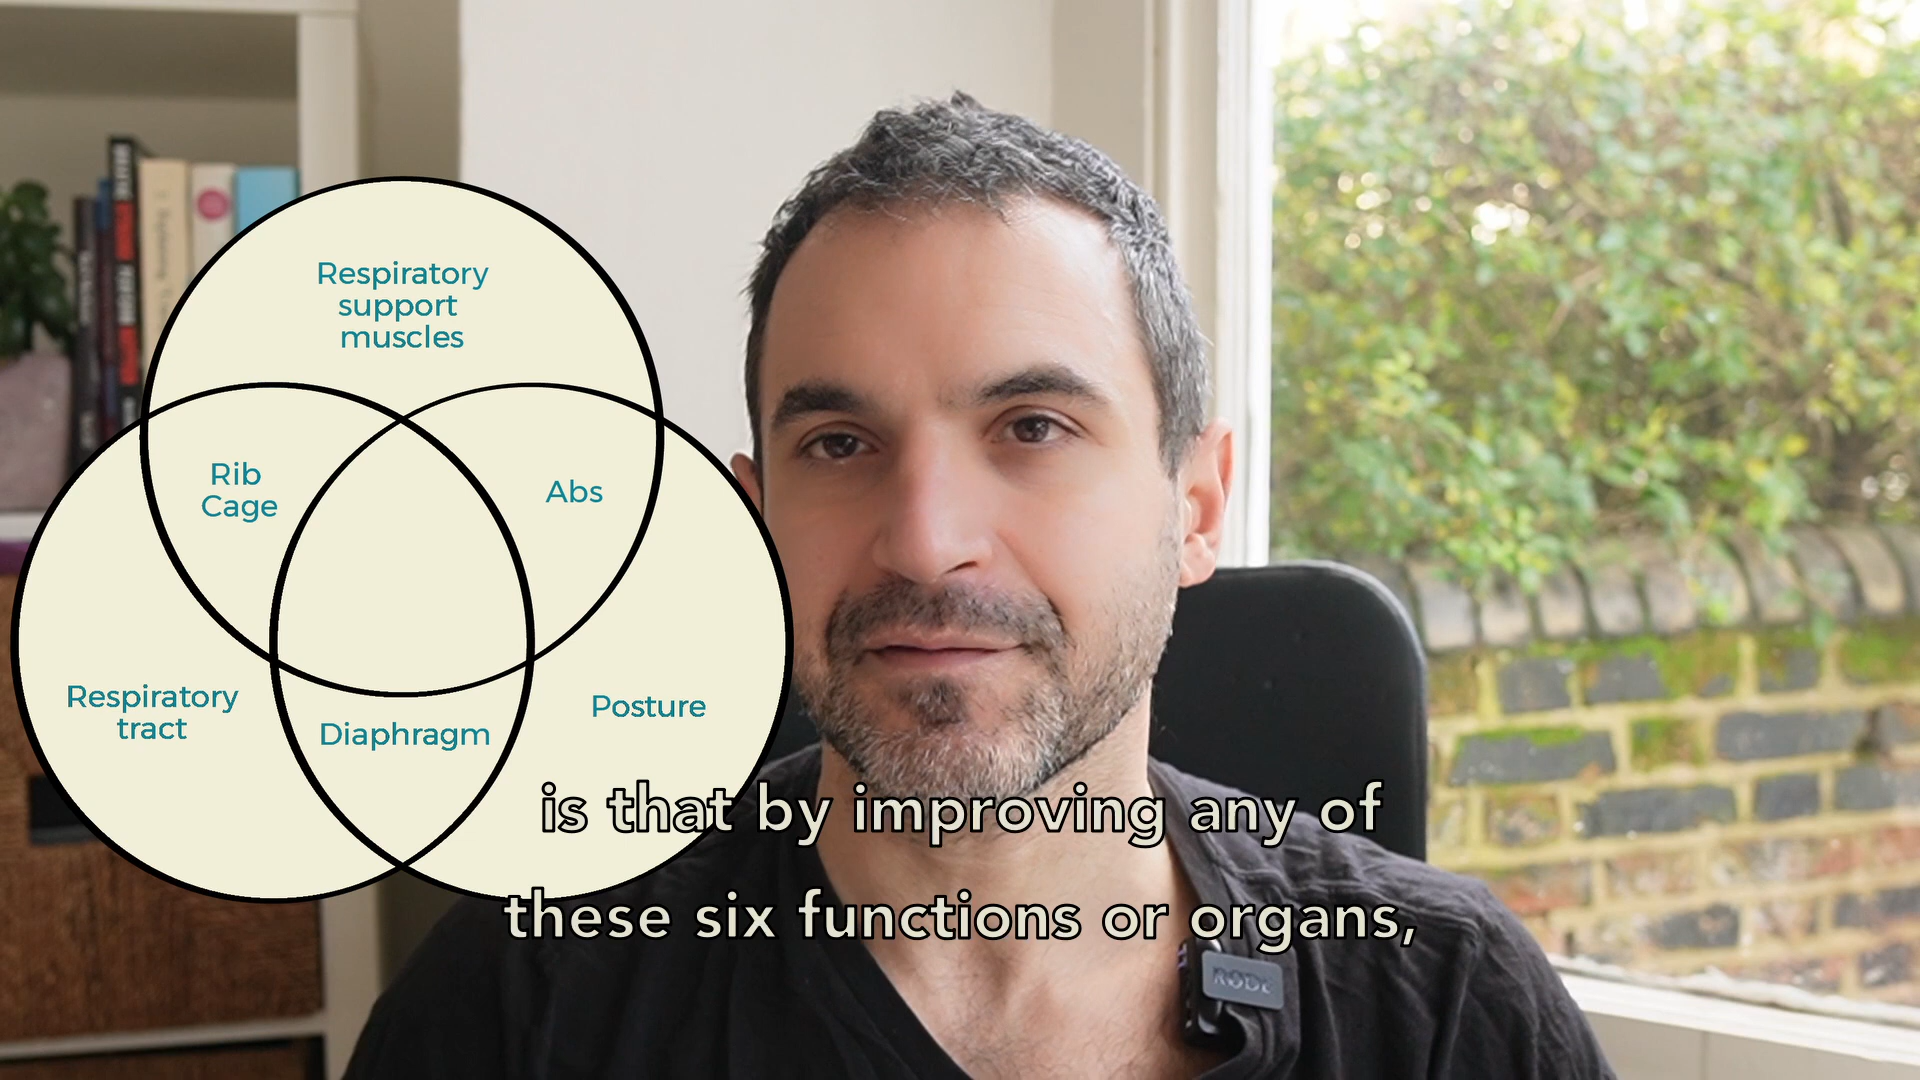 Respiratory
support
muscles
Rib
Cage
Abs
Respiratory
tract
Diaphragm
Posture
is that by improving any of
these six functions or organs,
RODE